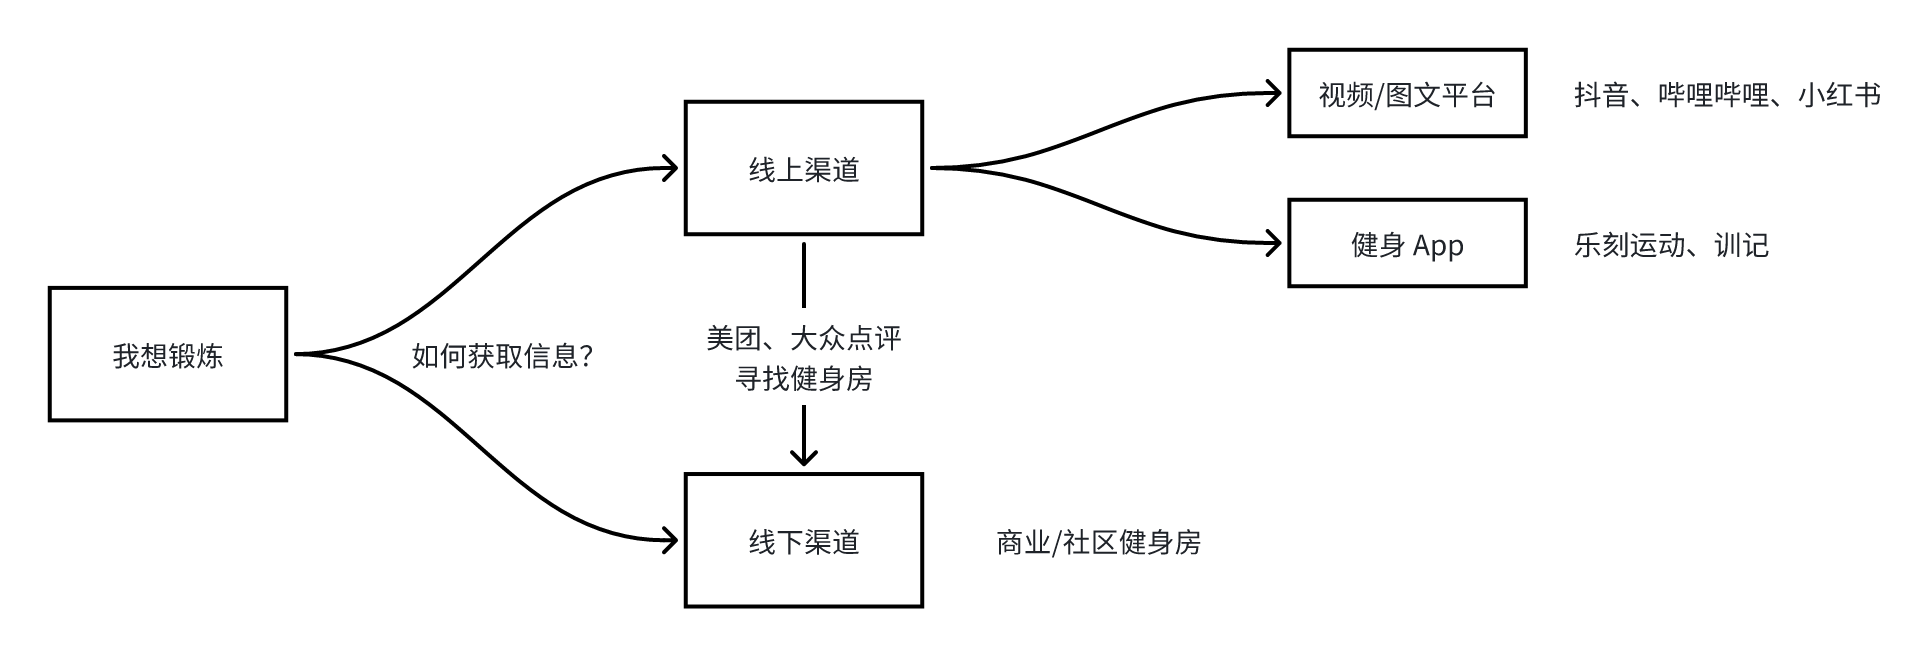 视频/图文平台
抖音、哔哩哔哩、小红书
线上渠道
健身 App
乐刻运动、训记
我想锻炼
如何获取信息?
美团、大众点评
寻找健身房
线下渠道
商业/社区健身房